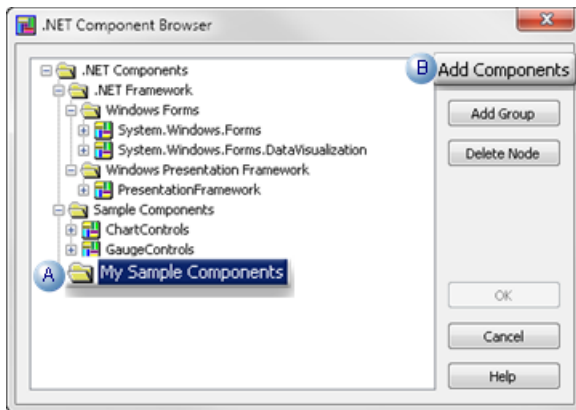 .NET Component Browser
.NET Components
.NET Framework
Windows Forms
System.Windows.Forms
System.Windows.Forms.DataVisualization
Windows Presentation Framework
PresentationFramework
Sample Components
ChartControls
GaugeControls
A My Sample Components
B Add Components
Add Group
Delete Node
OK
Cancel
Help